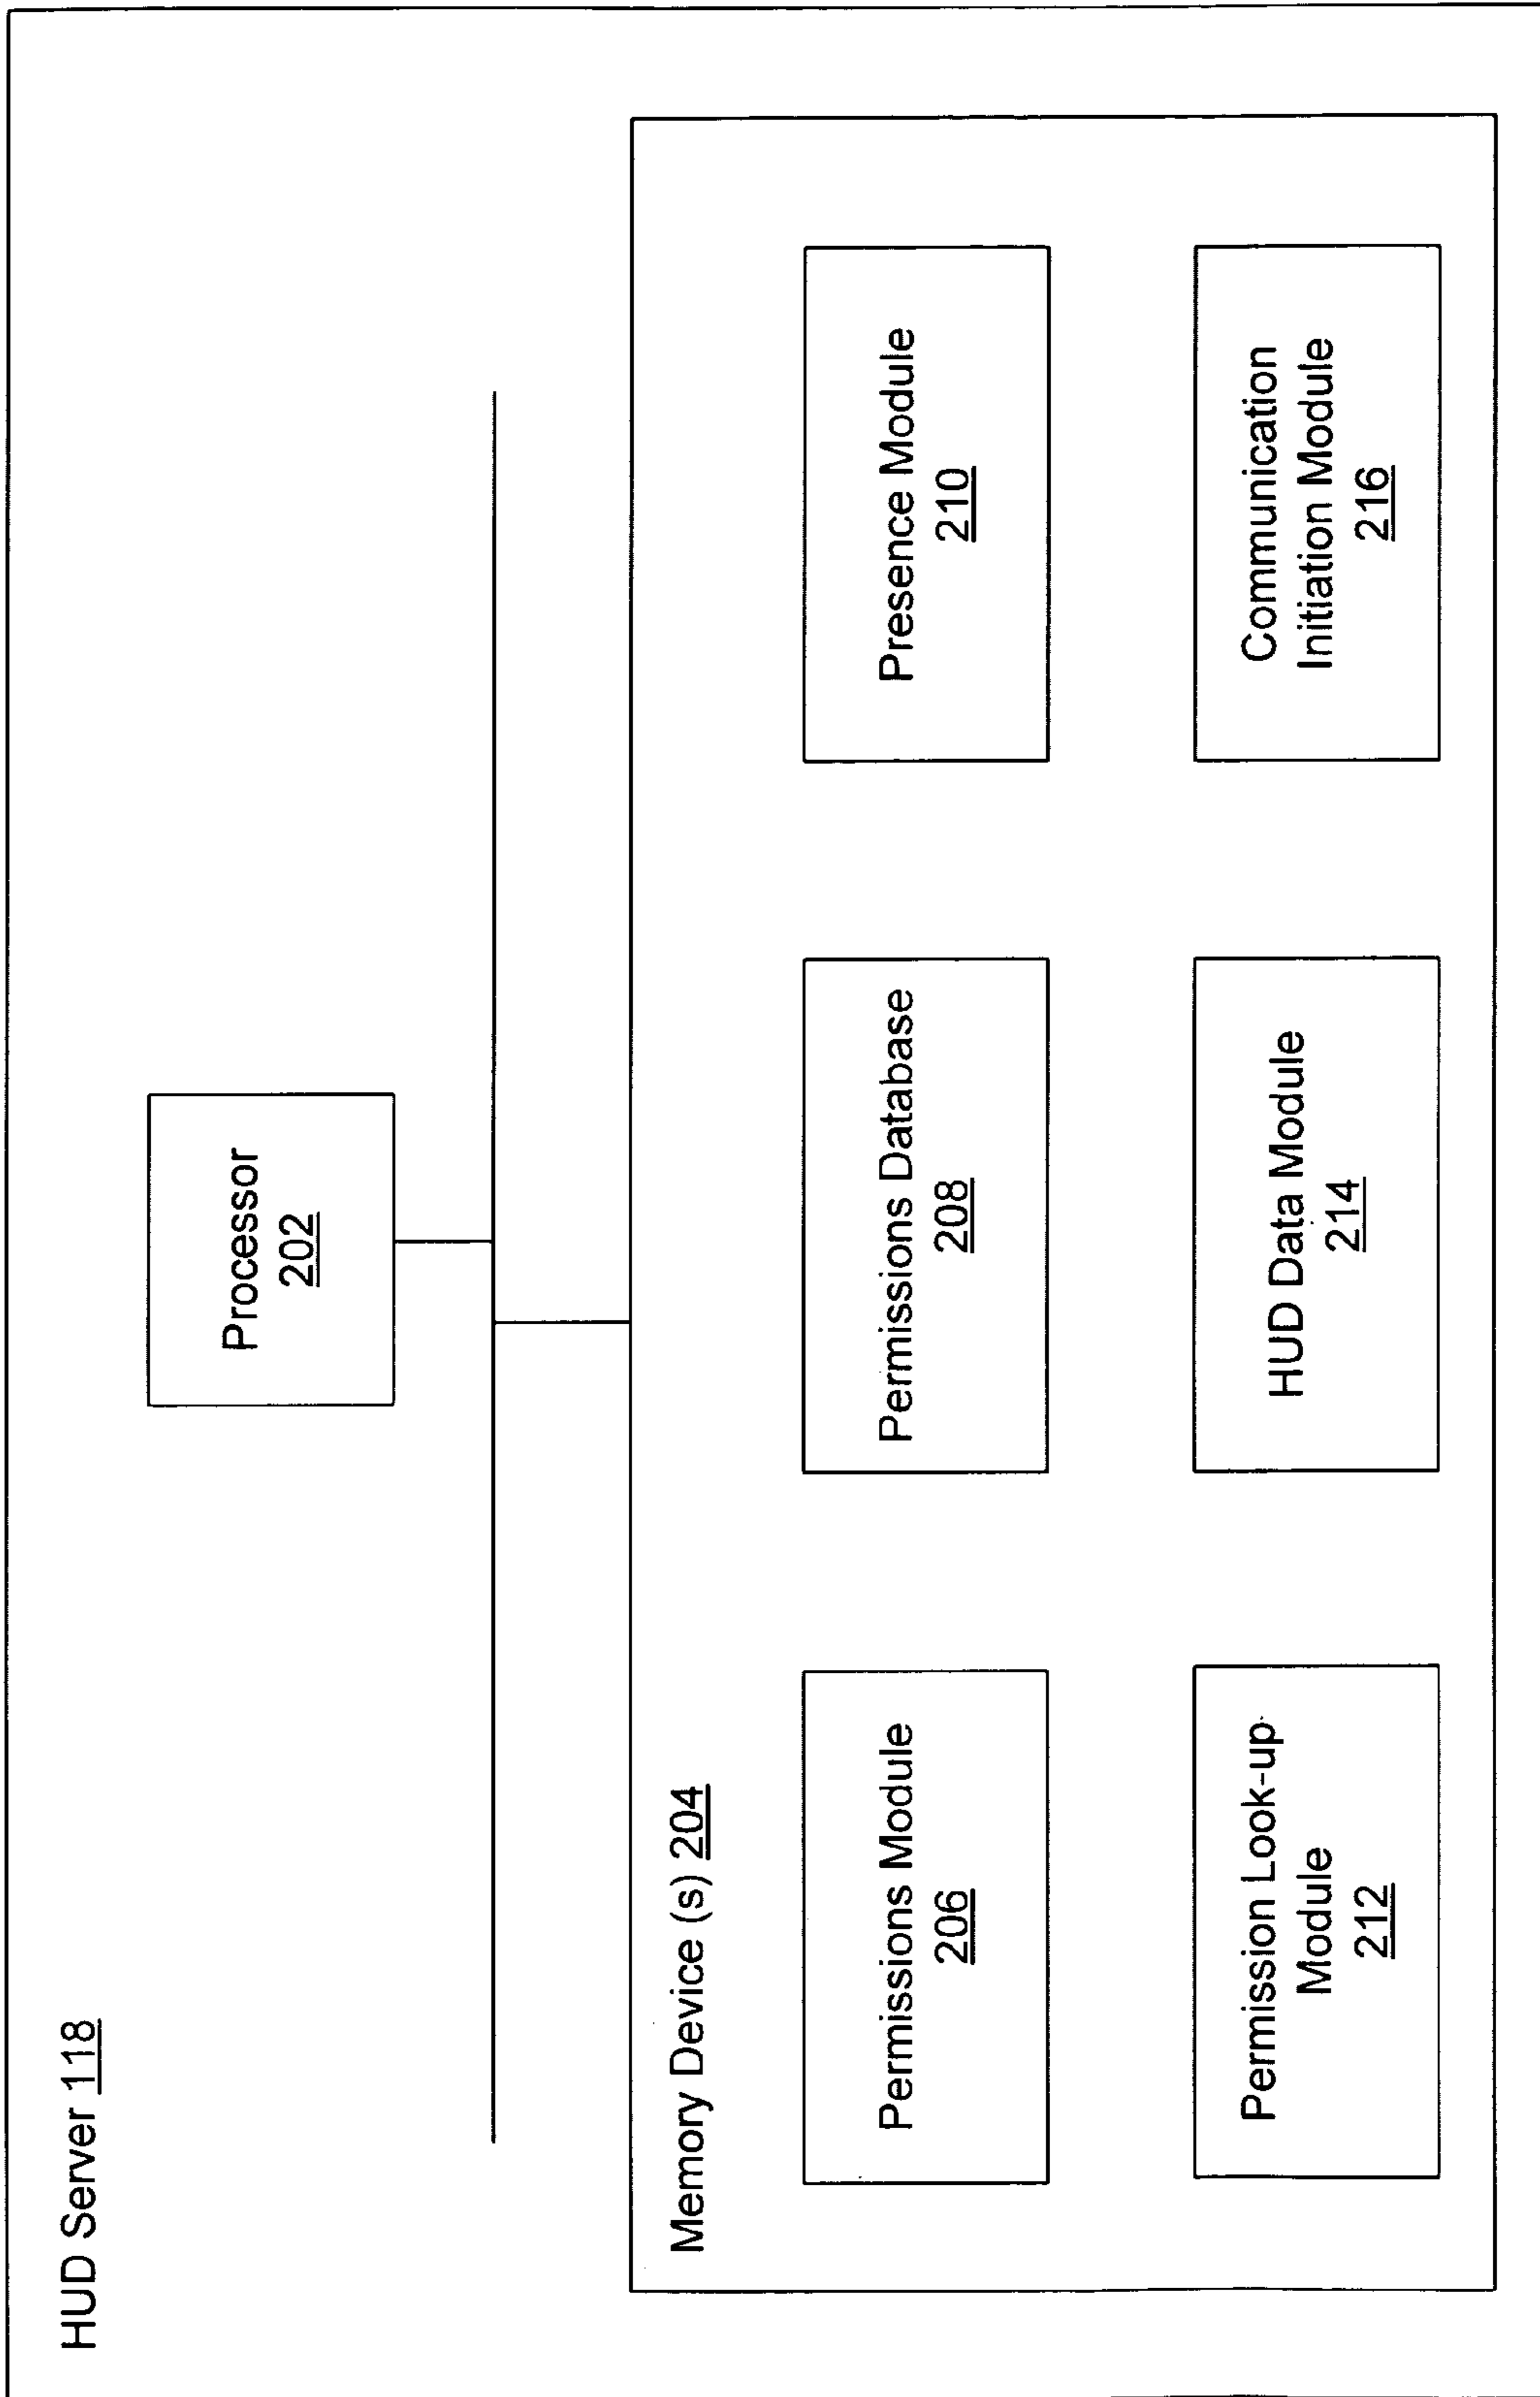 HUD Server 118
Processor
202
Memory Device (s) 204
Permissions Module
206
Permissions Database
208
Presence Module
210
Permission Look-up
Module
212
HUD Data Module
214
Communication
Initiation Module
216